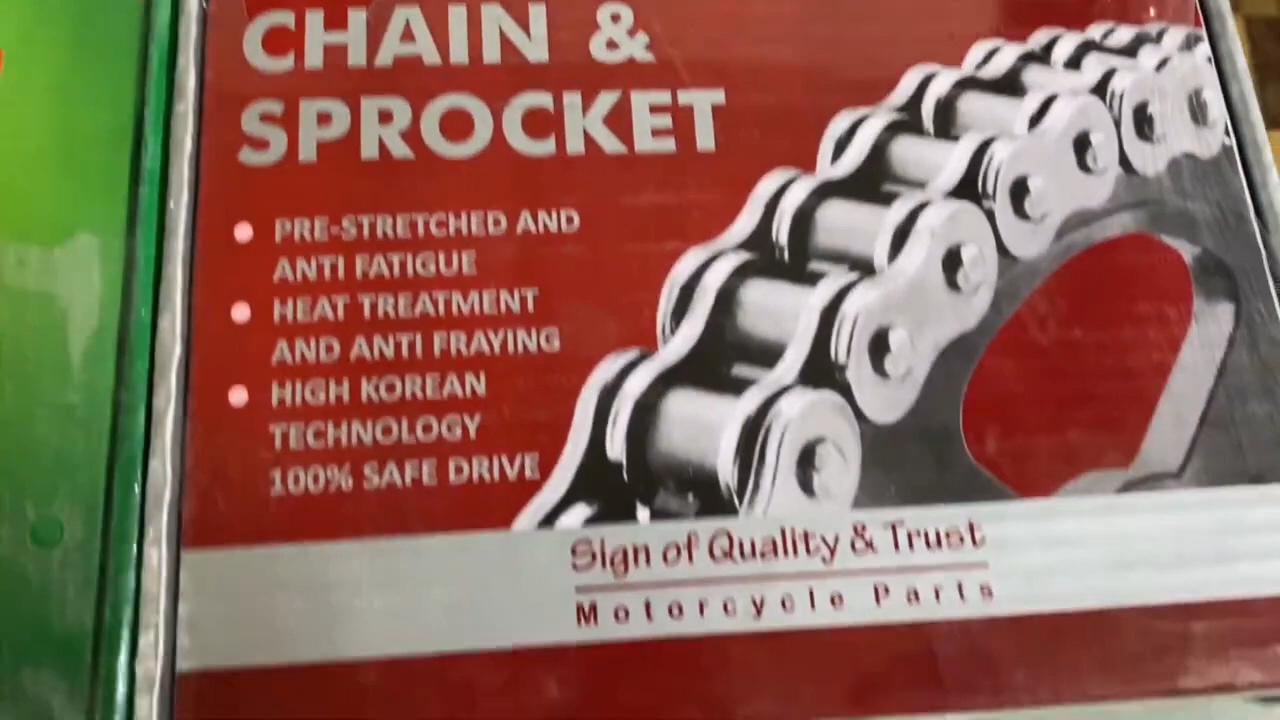 CHAIN &
SPROCKET
PRE-STRETCHED AND
ANTI FATIGUE
HEAT TREATMENT
AND ANTI FRAYING
HIGH KOREAN
TECHNOLOGY
100% SAFE DRIVE
Sign of Quality & Trust
Motorcycle Parts